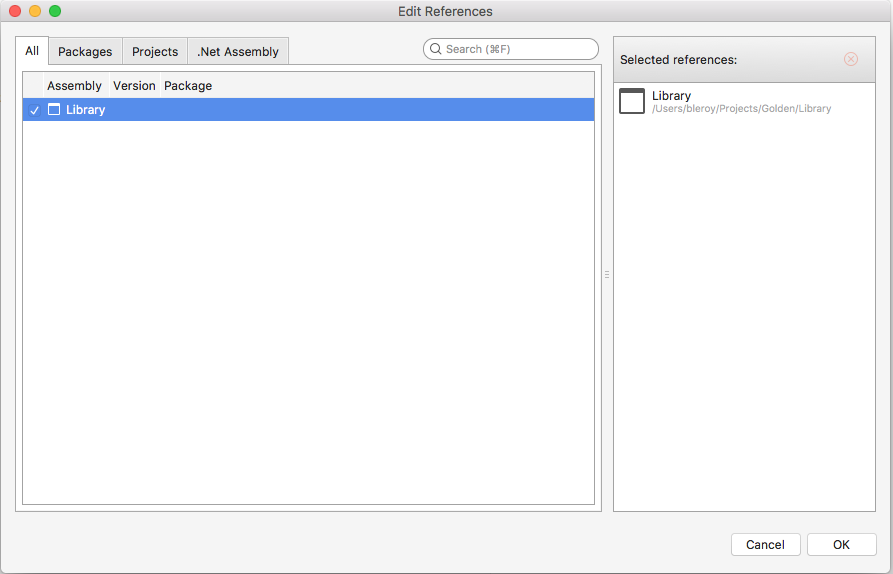 Edit References
All Packages Projects .Net Assembly Search (⌘F)
Assembly Version Package
Library
Selected references:
Library
/Users/bleroy/Projects/Golden/Library
Cancel OK